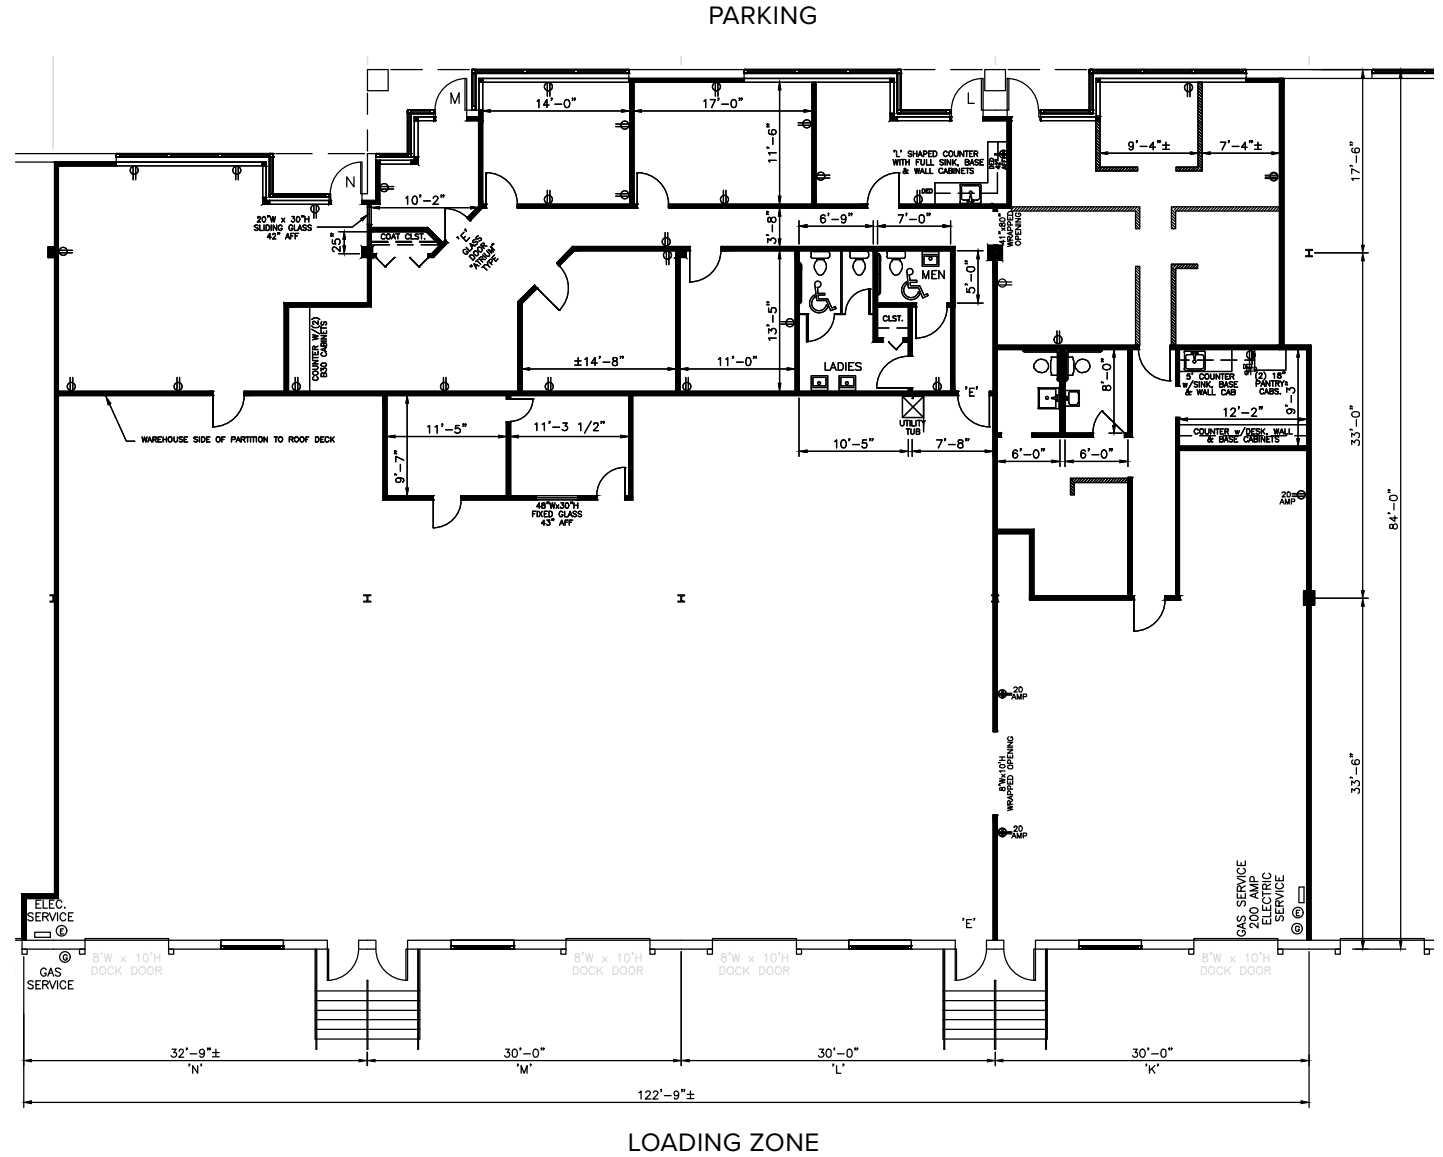 PARKING
M
14'-0"
17'-0"
11'-6"
L
'L' SHAPED COUNTER
WITH FULL SINK, BASE
& WALL CABINETS
DED
DED
9'-4"±
7'-4"±
17'-6"
N
10'-2"
20"W x 30"H
SLIDING GLASS
42" AFF
25"
COAT CLST.
'L'
GLASS
DOOR
"ATRIUM"
TYPE
3'-8"
6'-9"
7'-0"
41"x80"
WRAPPED
OPENING
MEN
5'-0"
13'-5"
CLST.
COUNTER W/(2)
B30 CABINETS
±14'-8"
11'-0"
LADIES
'E'
8'-0"
5' COUNTER
w/SINK, BASE
& WALL CAB
(2) 18"
PANTRY
CABS.
9'-3"
12'-2"
COUNTER w/DESK, WALL
& BASE CABINETS
33'-0"
WAREHOUSE SIDE OF PARTITION TO ROOF DECK
11'-5"
11'-3 1/2"
9'-7"
UTILITY
TUB
10'-5"
7'-8"
6'-0"
6'-0"
48"Wx30"H
FIXED GLASS
43" AFF
20
AMP
84'-0"
20
AMP
8'Wx10'H
WRAPPED OPENING
20
AMP
33'-6"
ELEC.
SERVICE
E
G
GAS
SERVICE
'E'
GAS SERVICE
200 AMP
ELECTRIC
SERVICE
E
G
8'W x 10'H
DOCK DOOR
8'W x 10'H
DOCK DOOR
8'W x 10'H
DOCK DOOR
8'W x 10'H
DOCK DOOR
32'-9"±
30'-0"
30'-0"
30'-0"
'N'
'M'
'L'
'K'
122'-9"±
LOADING ZONE